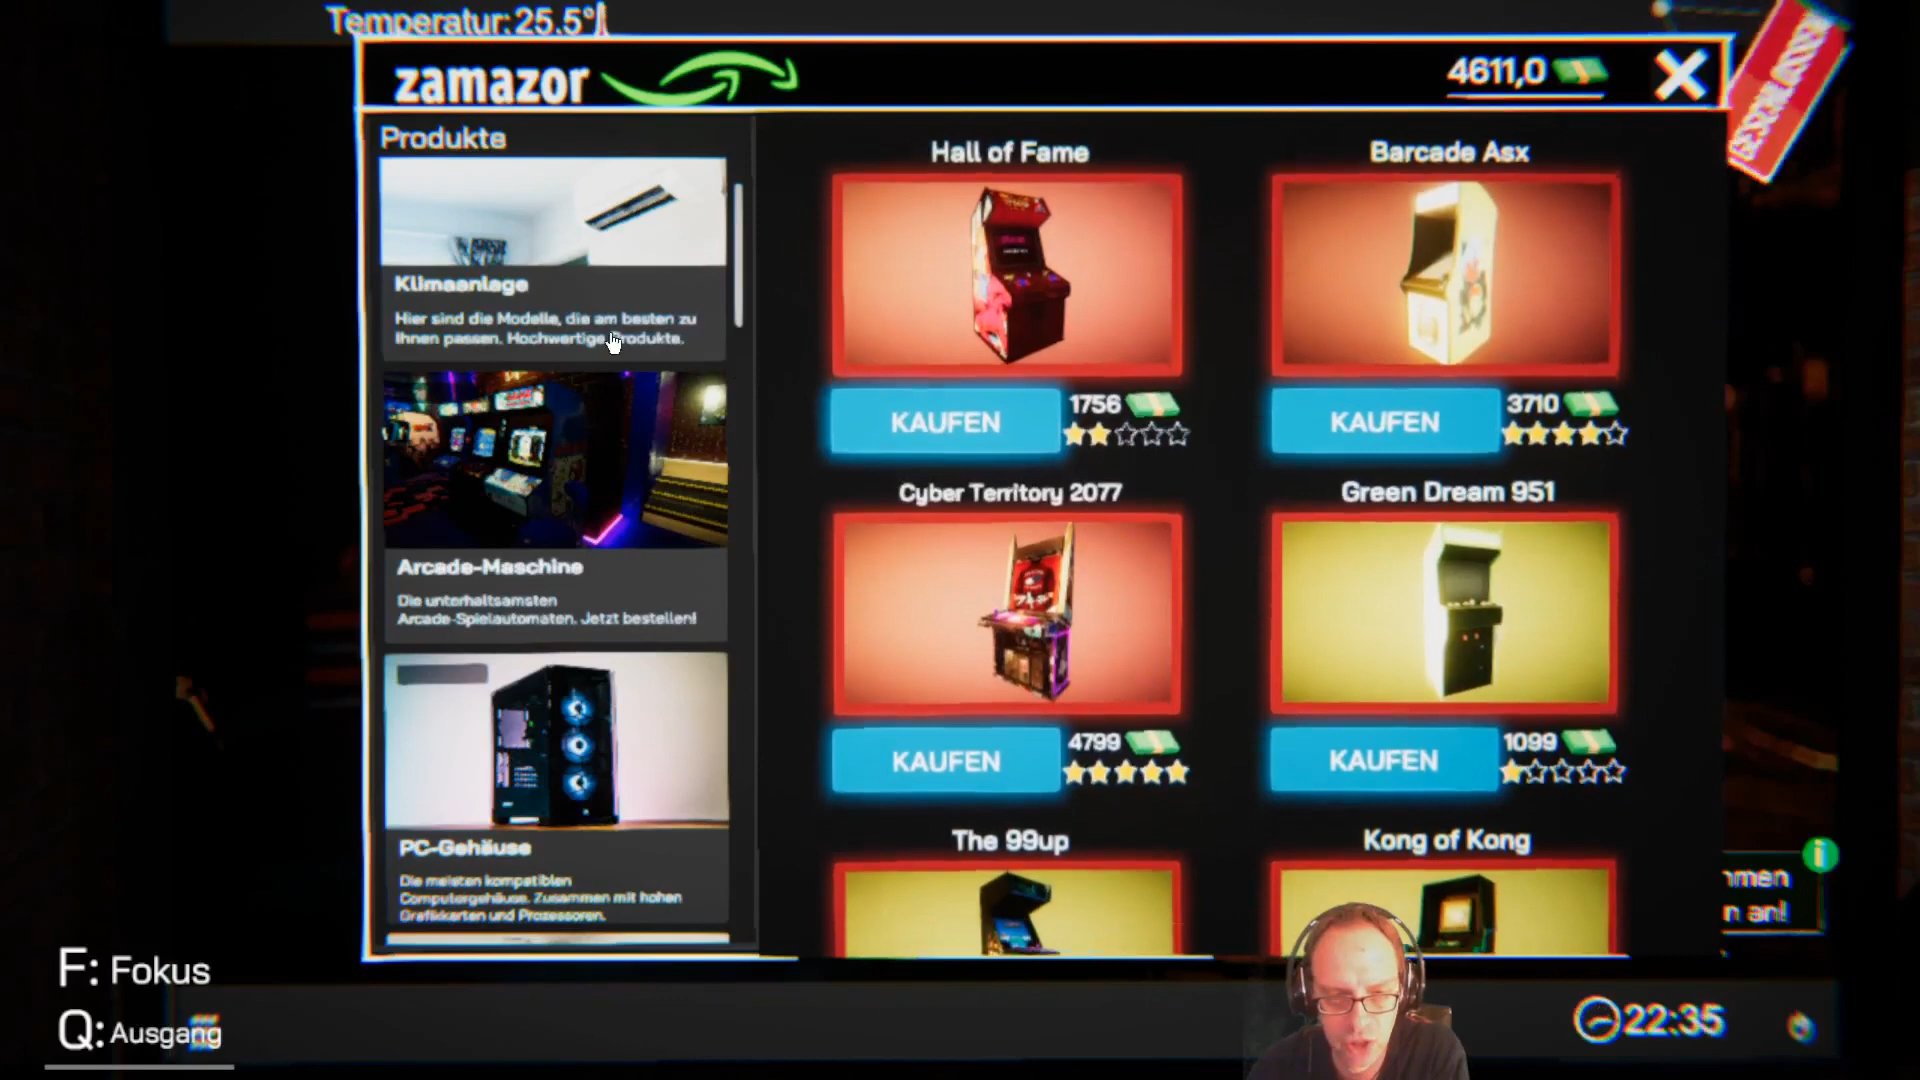 Temperatur:25.5°
zamazor
4611,0
Produkte
Klimaanlage
Hier sind die Modelle, die am besten zu
Ihnen passen. Hochwertige Produkte.
Arcade-Maschine
Die unterhaltsamsten
Arcade-Spielautomaten. Jetzt bestellen!
PC-Gehäuse
Die meisten kompatiblen
Computergehäuse. Zusammen mit hohen
Grafikkarten und Prozessoren.
Hall of Fame
KAUFEN
1756
Barcade Asx
KAUFEN
3710
Cyber Territory 2077
KAUFEN
4799
Green Dream 951
KAUFEN
1099
The 99up
Kong of Kong
GESCHLOSSEN
i
mmen
n an!
F: Fokus
Q: Ausgang
22:35